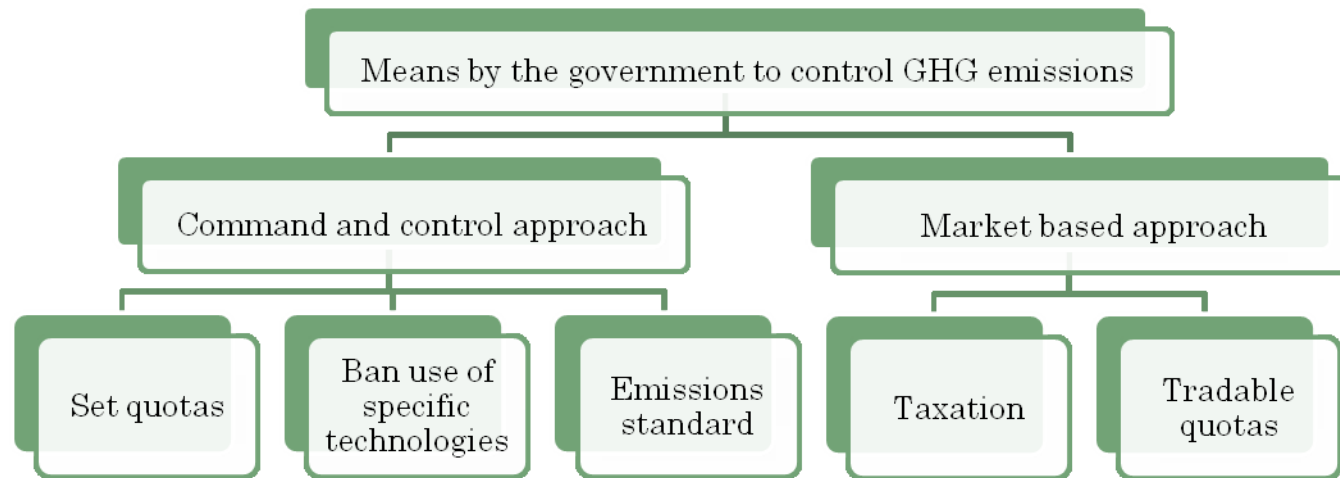 Means by the government to control GHG emissions
Command and control approach
Market based approach
Set quotas
Ban use of
specific
technologies
Emissions
standard
Taxation
Tradable
quotas